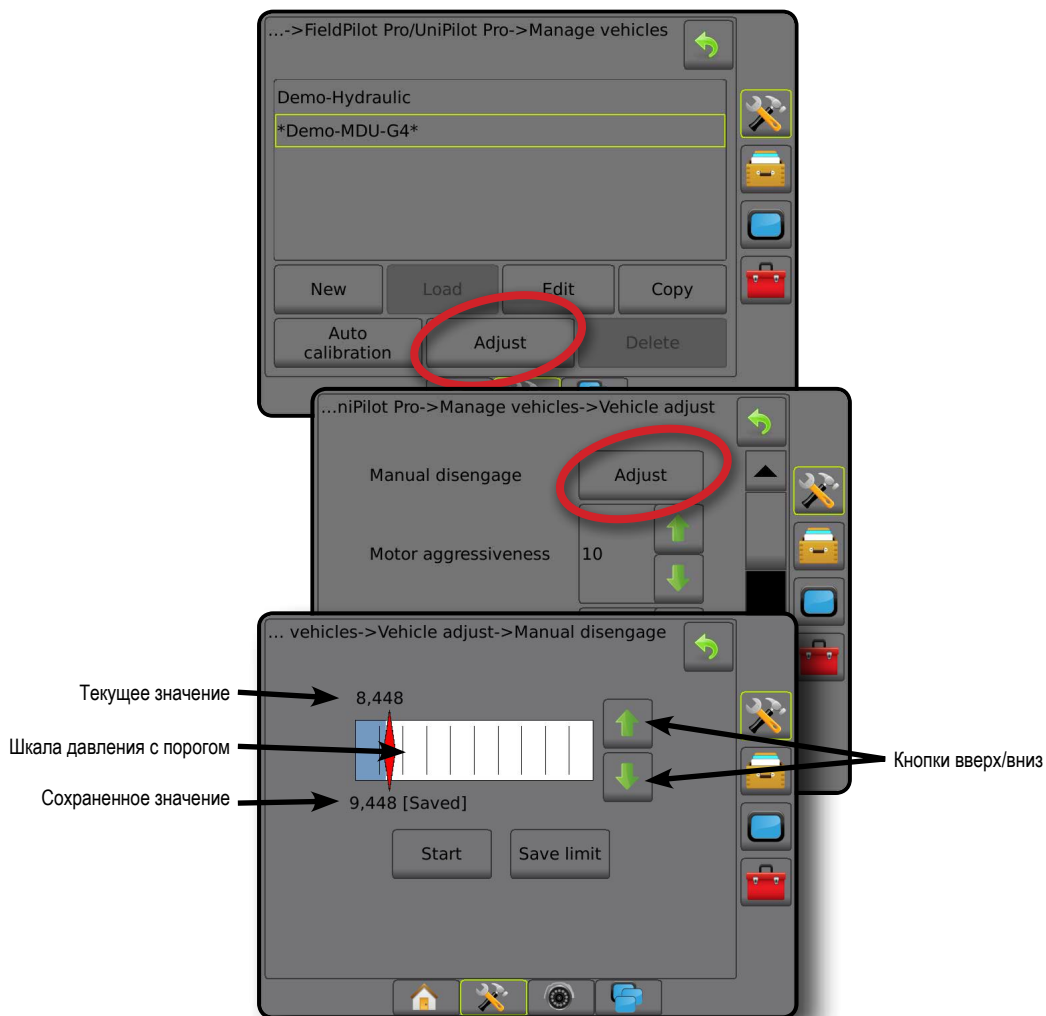 ...->FieldPilot Pro/UniPilot Pro->Manage vehicles
Demo-Hydraulic
*Demo-MDU-G4*
New Load Edit Copy
Auto
calibration
Adjust Delete
...niPilot Pro->Manage vehicles->Vehicle adjust
Manual disengage Adjust
Motor aggressiveness 10
... vehicles->Vehicle adjust->Manual disengage
Текущее значение
8,448
Шкала давления с порогом
Кнопки вверх/вниз
Сохраненное значение
9,448 [Saved]
Start Save limit